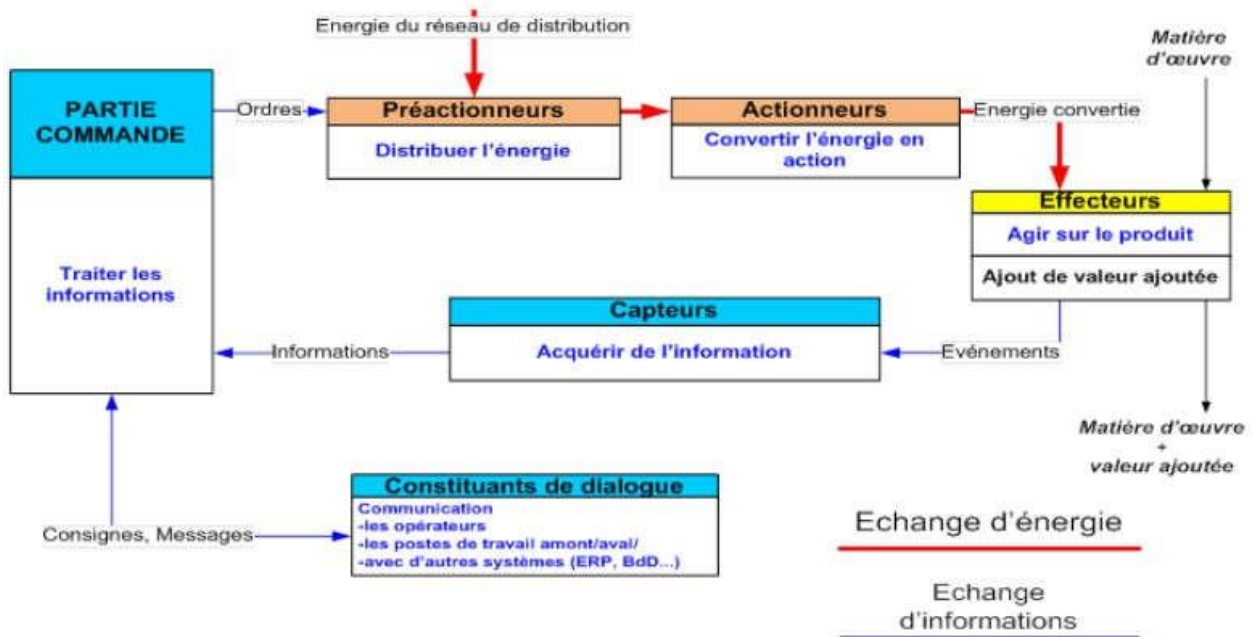 Energie du réseau de distribution
Matière
d'œuvre
PARTIE
COMMANDE
Ordres
Préactionneurs
Distribuer l'énergie
Actionneurs
Convertir l'énergie en
action
Energie convertie
Effecteurs
Agir sur le produit
Ajout de valeur ajoutée
Traiter les
informations
Capteurs
Acquérir de l'information
Informations
Evénements
Matière d'œuvre
+
valeur ajoutée
Constituants de dialogue
Communication
-les opérateurs
-les postes de travail amont/aval/
-avec d'autres systèmes (ERP, BdD...)
Consignes, Messages
Echange d'énergie
Echange
d'informations